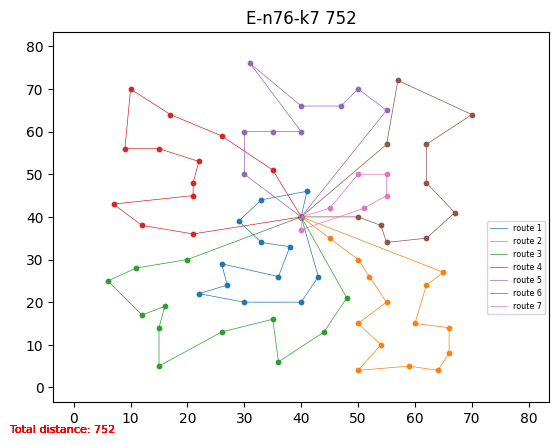 E-n76-k7 752
80
70
60
50
40
30
20
10
0
0 10 20 30 40 50 60 70 80
route 1
route 2
route 3
route 4
route 5
route 6
route 7
Total distance: 752